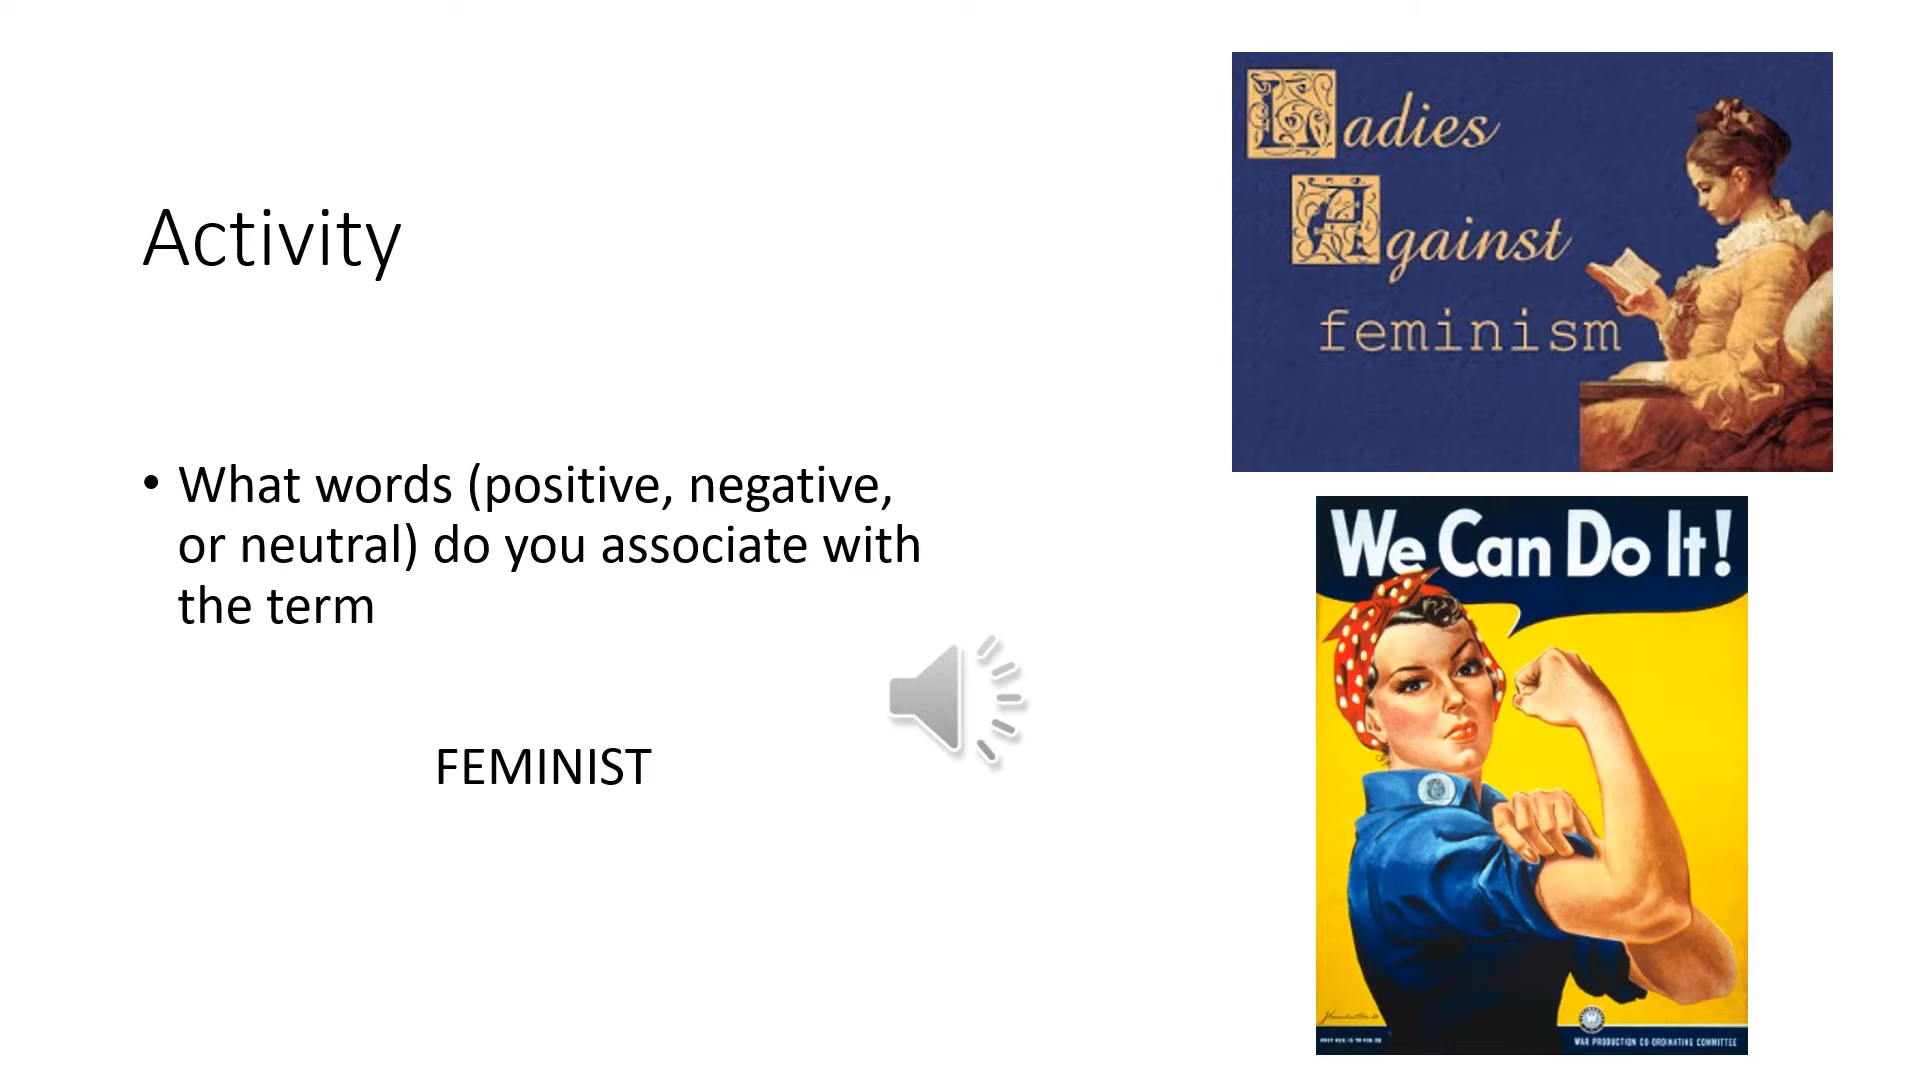 Activity
• What words (positive, negative,
or neutral) do you associate with
the term
FEMINIST
Ladies
Against
feminism
We Can Do It!
WAR PRODUCTION CO-ORDINATING COMMITTEE